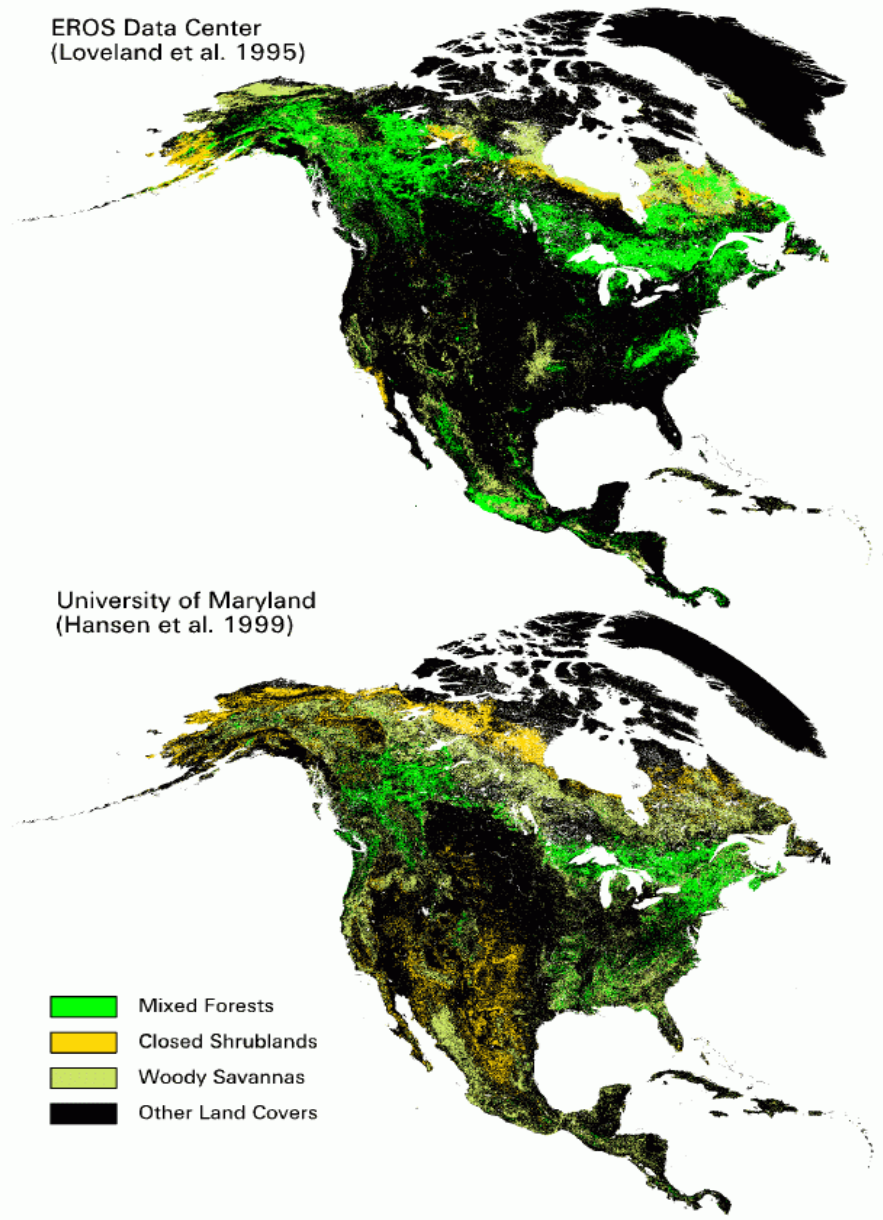 EROS Data Center
(Loveland et al. 1995)
University of Maryland
(Hansen et al. 1999)
Mixed Forests
Closed Shrublands
Woody Savannas
Other Land Covers